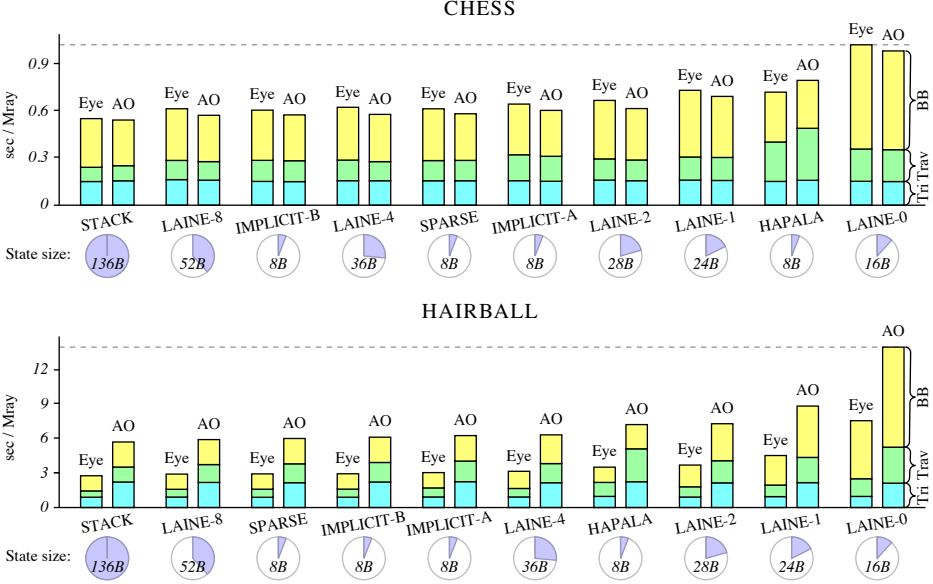 CHESS
sec / Mray
0.9
0.6
0.3
0
Eye AO Eye AO Eye AO Eye AO Eye AO Eye AO Eye AO Eye AO Eye AO Eye AO
Tri Trav BB
STACK LAINE-8 IMPLICIT-B LAINE-4 SPARSE IMPLICIT-A LAINE-2 LAINE-1 HAPALA LAINE-0
State size: 136B 52B 8B 36B 8B 8B 28B 24B 8B 16B
HAIRBALL
sec / Mray
12
9
6
3
0
Eye AO Eye AO Eye AO Eye AO Eye AO Eye AO Eye AO Eye AO Eye AO Eye AO
Tri Trav BB
STACK LAINE-8 SPARSE IMPLICIT-B IMPLICIT-A LAINE-4 HAPALA LAINE-2 LAINE-1 LAINE-0
State size: 136B 52B 8B 8B 8B 36B 8B 28B 24B 16B